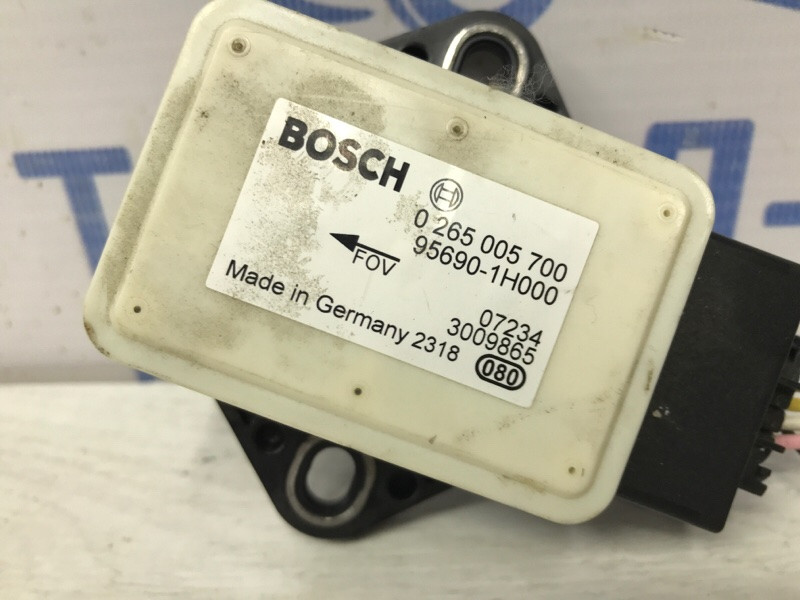 BOSCH
0 265 005 700
95690-1H000
FOV
07234
3009865
Made in Germany 2318
080